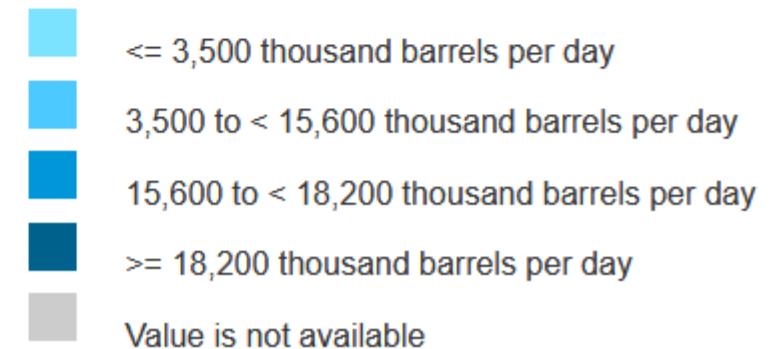 <= 3,500 thousand barrels per day
3,500 to < 15,600 thousand barrels per day
15,600 to < 18,200 thousand barrels per day
>= 18,200 thousand barrels per day
Value is not available